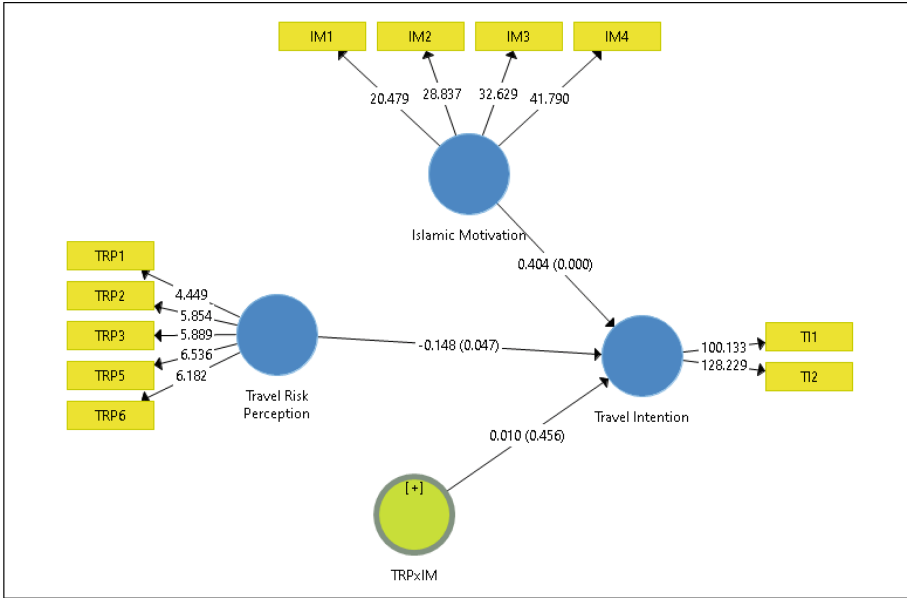 IM1
IM2
IM3
IM4
20.479
28.837
32.629
41.790
Islamic Motivation
TRP1
TRP2
TRP3
TRP5
TRP6
4.449
5.854
5.889
6.536
6.182
Travel Risk
Perception
0.404 (0.000)
-0.148 (0.047)
0.010 (0.456)
100.133
128.229
TI1
TI2
Travel Intention
[+]
TRPxIM